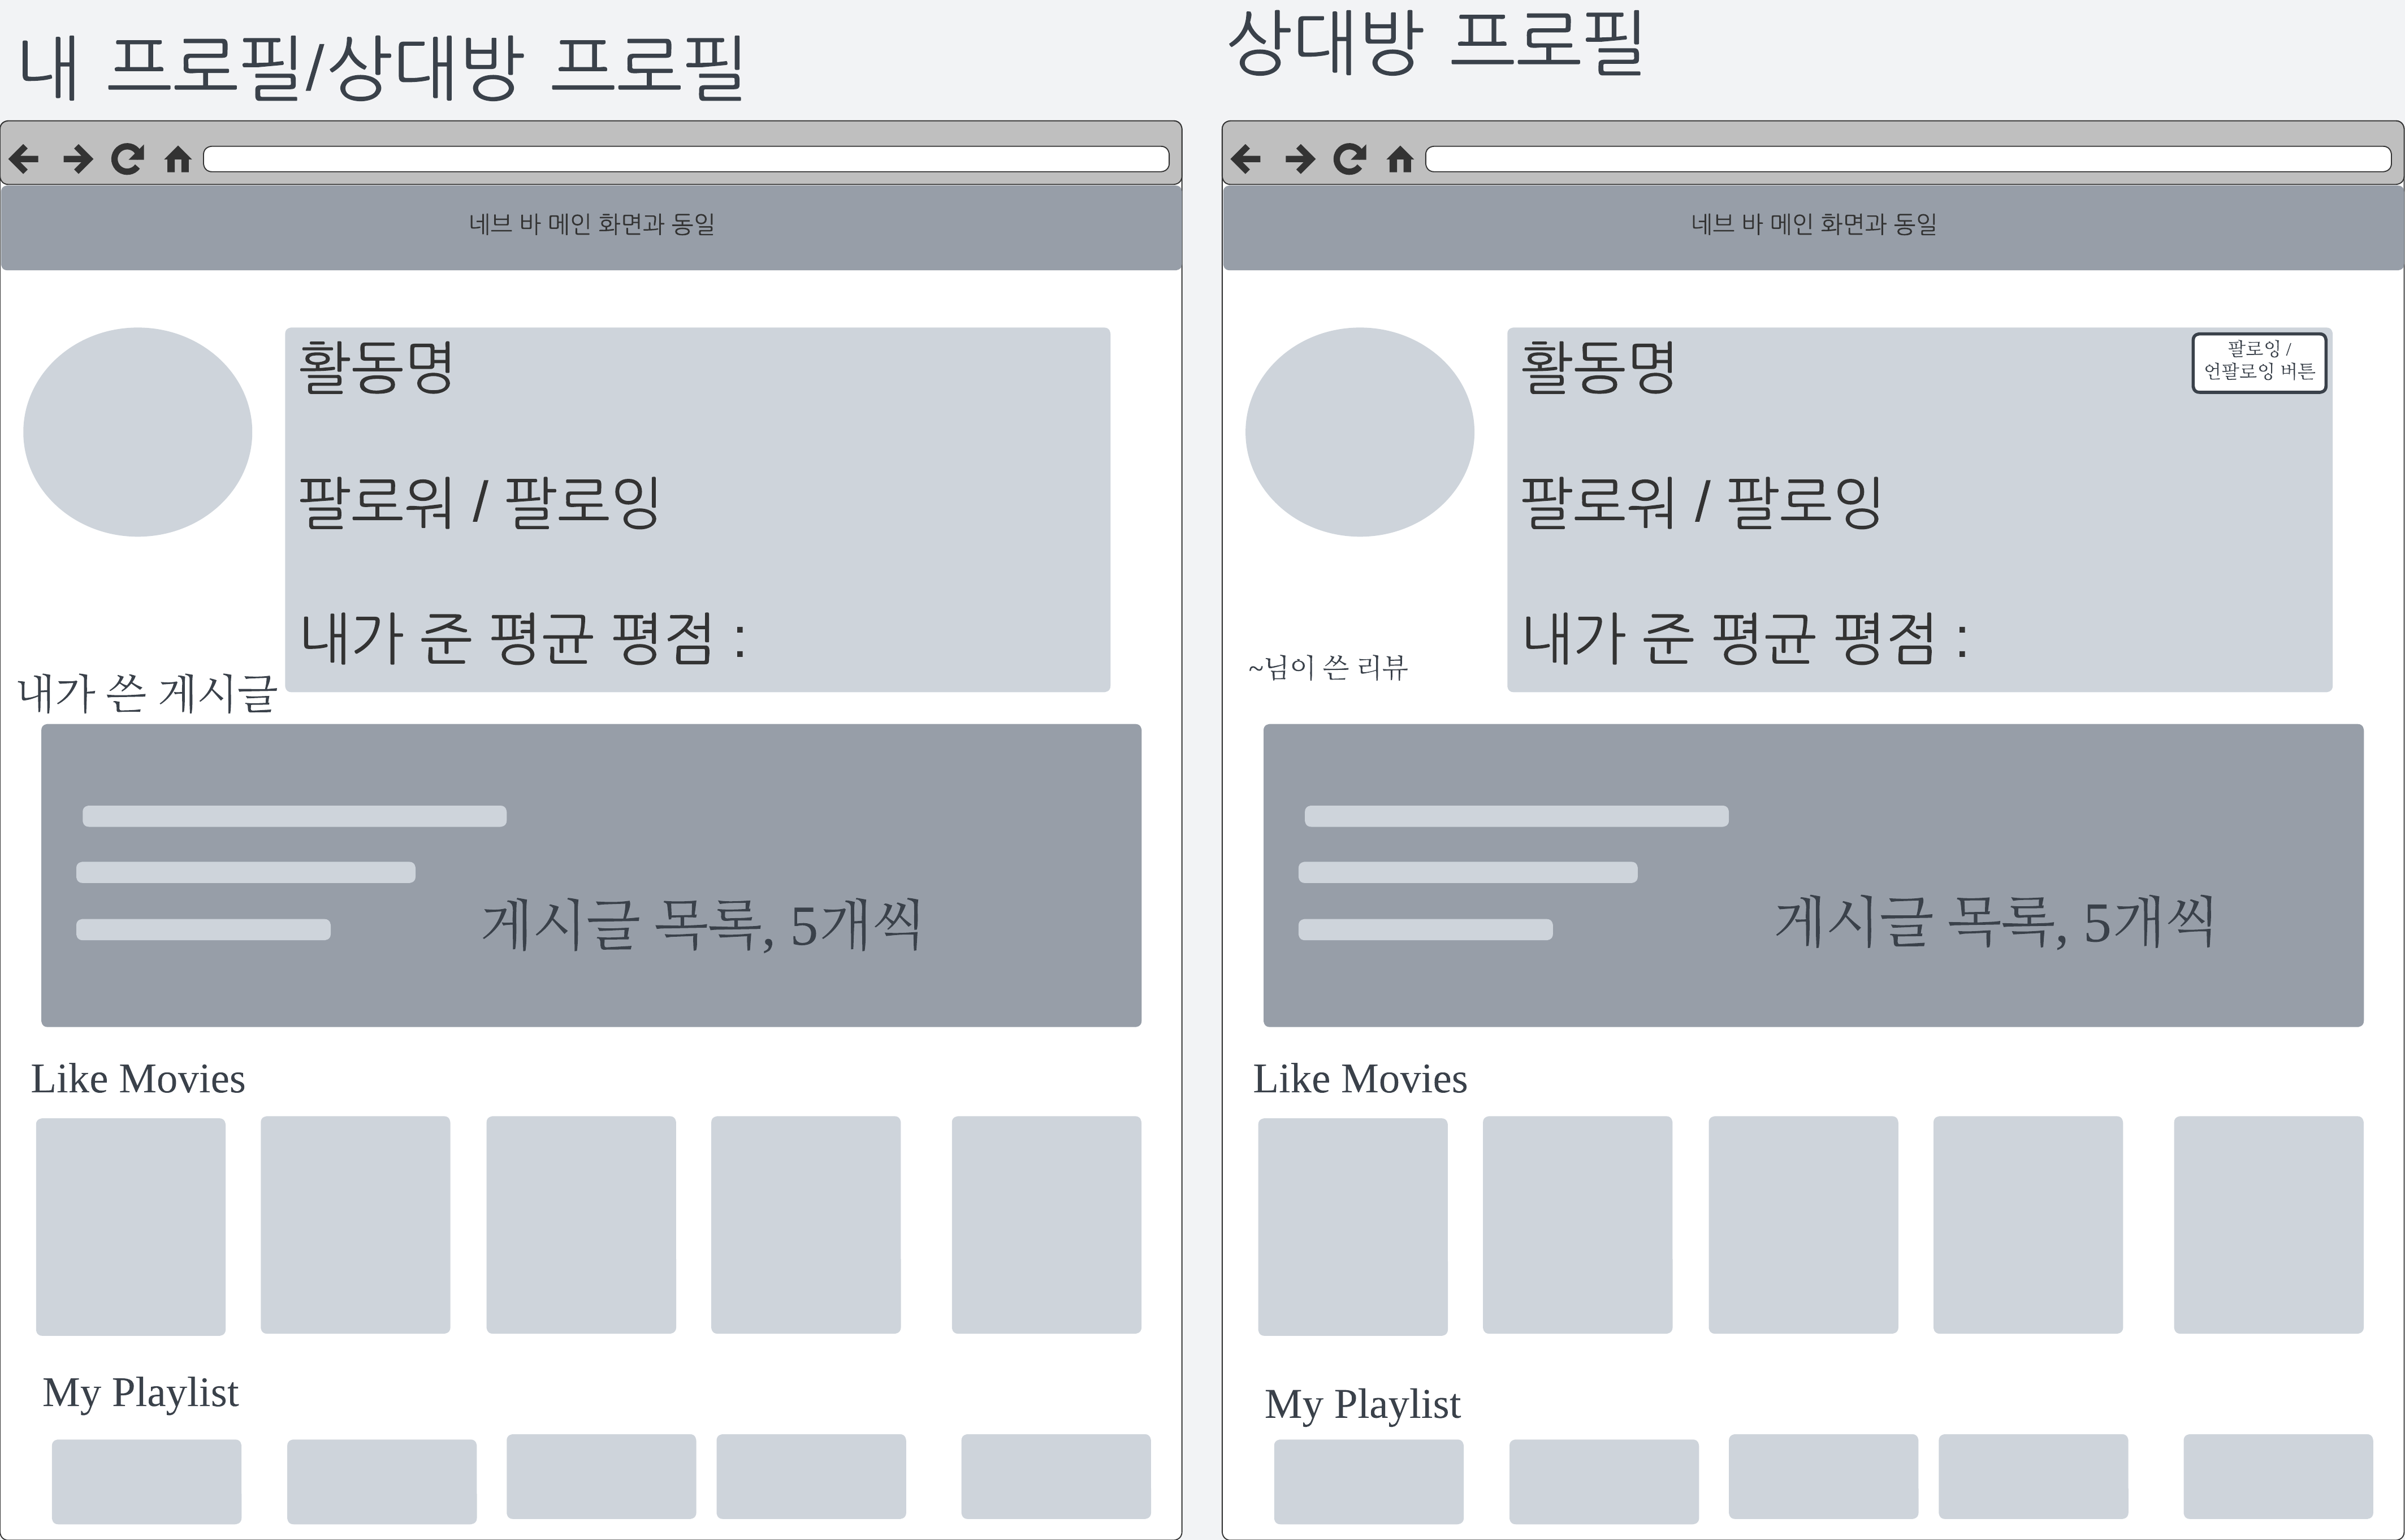 내 프로필/상대방 프로필
네브 바 메인 화면과 동일
활동명
팔로워 / 팔로잉
내가 준 평균 평점 :
내가 쓴 게시글
게시글 목록, 5개씩
Like Movies
My Playlist
상대방 프로필
네브 바 메인 화면과 동일
활동명
팔로잉 /
언팔로잉 버튼
팔로워 / 팔로잉
내가 준 평균 평점 :
~님이 쓴 리뷰
게시글 목록, 5개씩
Like Movies
My Playlist